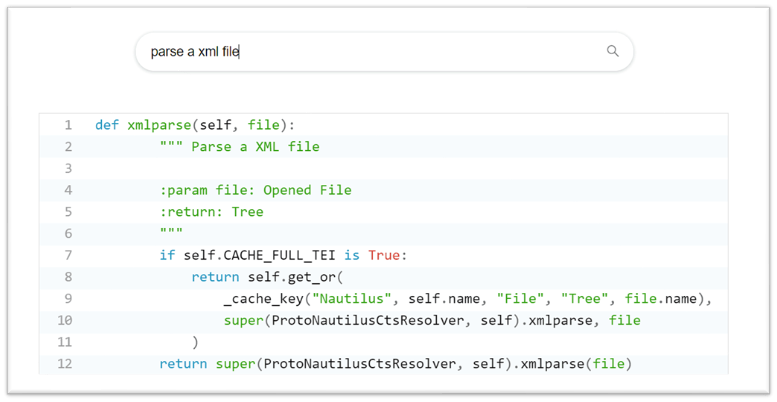 parse a xml file
1 def xmlparse(self, file):
2 """ Parse a XML file
3
4 :param file: Opened File
5 :return: Tree
6 """
7 if self.CACHE_FULL_TEI is True:
8 return self.get_or(
9 _cache_key("Nautilus", self.name, "File", "Tree", file.name),
10 super(ProtoNautilusCtsResolver, self).xmlparse, file
11 )
12 return super(ProtoNautilusCtsResolver, self).xmlparse(file)